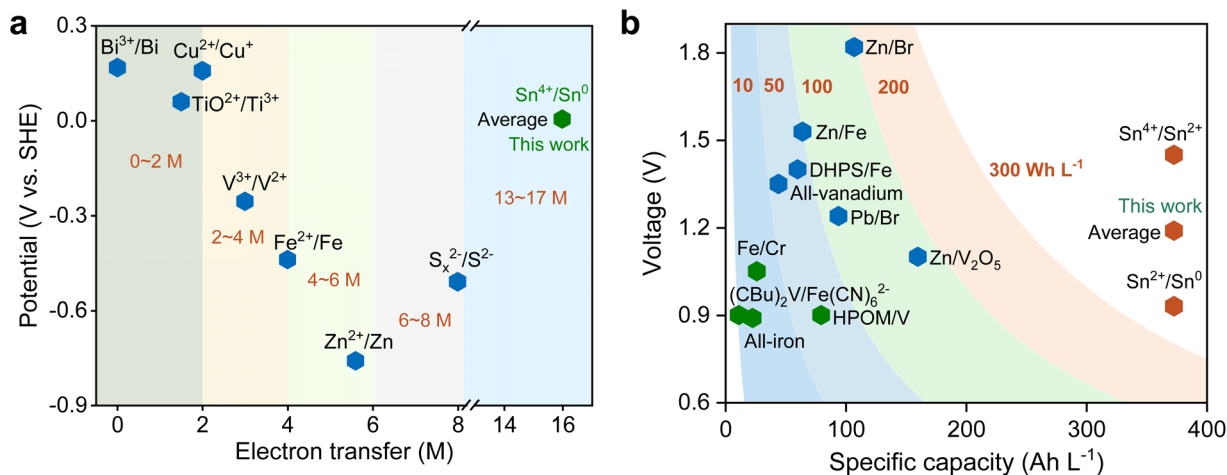 a
Potential (V vs. SHE)
0.3
0.0
-0.3
-0.6
-0.9
Bi³⁺/Bi
Cu²⁺/Cu⁺
TiO²⁺/Ti³⁺
Sn⁴⁺/Sn⁰
Average
This work
0~2 M
13~17 M
V³⁺/V²⁺
2~4 M
Fe²⁺/Fe
4~6 M
Sₓ²⁻/S²⁻
6~8 M
Zn²⁺/Zn
0 2 4 6 8 14 16
Electron transfer (M)
b
Voltage (V)
1.8
1.5
1.2
0.9
0.6
Zn/Br
10 50 100 200
Zn/Fe
Sn⁴⁺/Sn²⁺
DHPS/Fe
300 Wh L⁻¹
All-vanadium
This work
Pb/Br
Average
Fe/Cr
Zn/V₂O₅
Sn²⁺/Sn⁰
(CBu)₂V/Fe(CN)₆²⁻
HPOM/V
All-iron
0 100 200 300 400
Specific capacity (Ah L⁻¹)